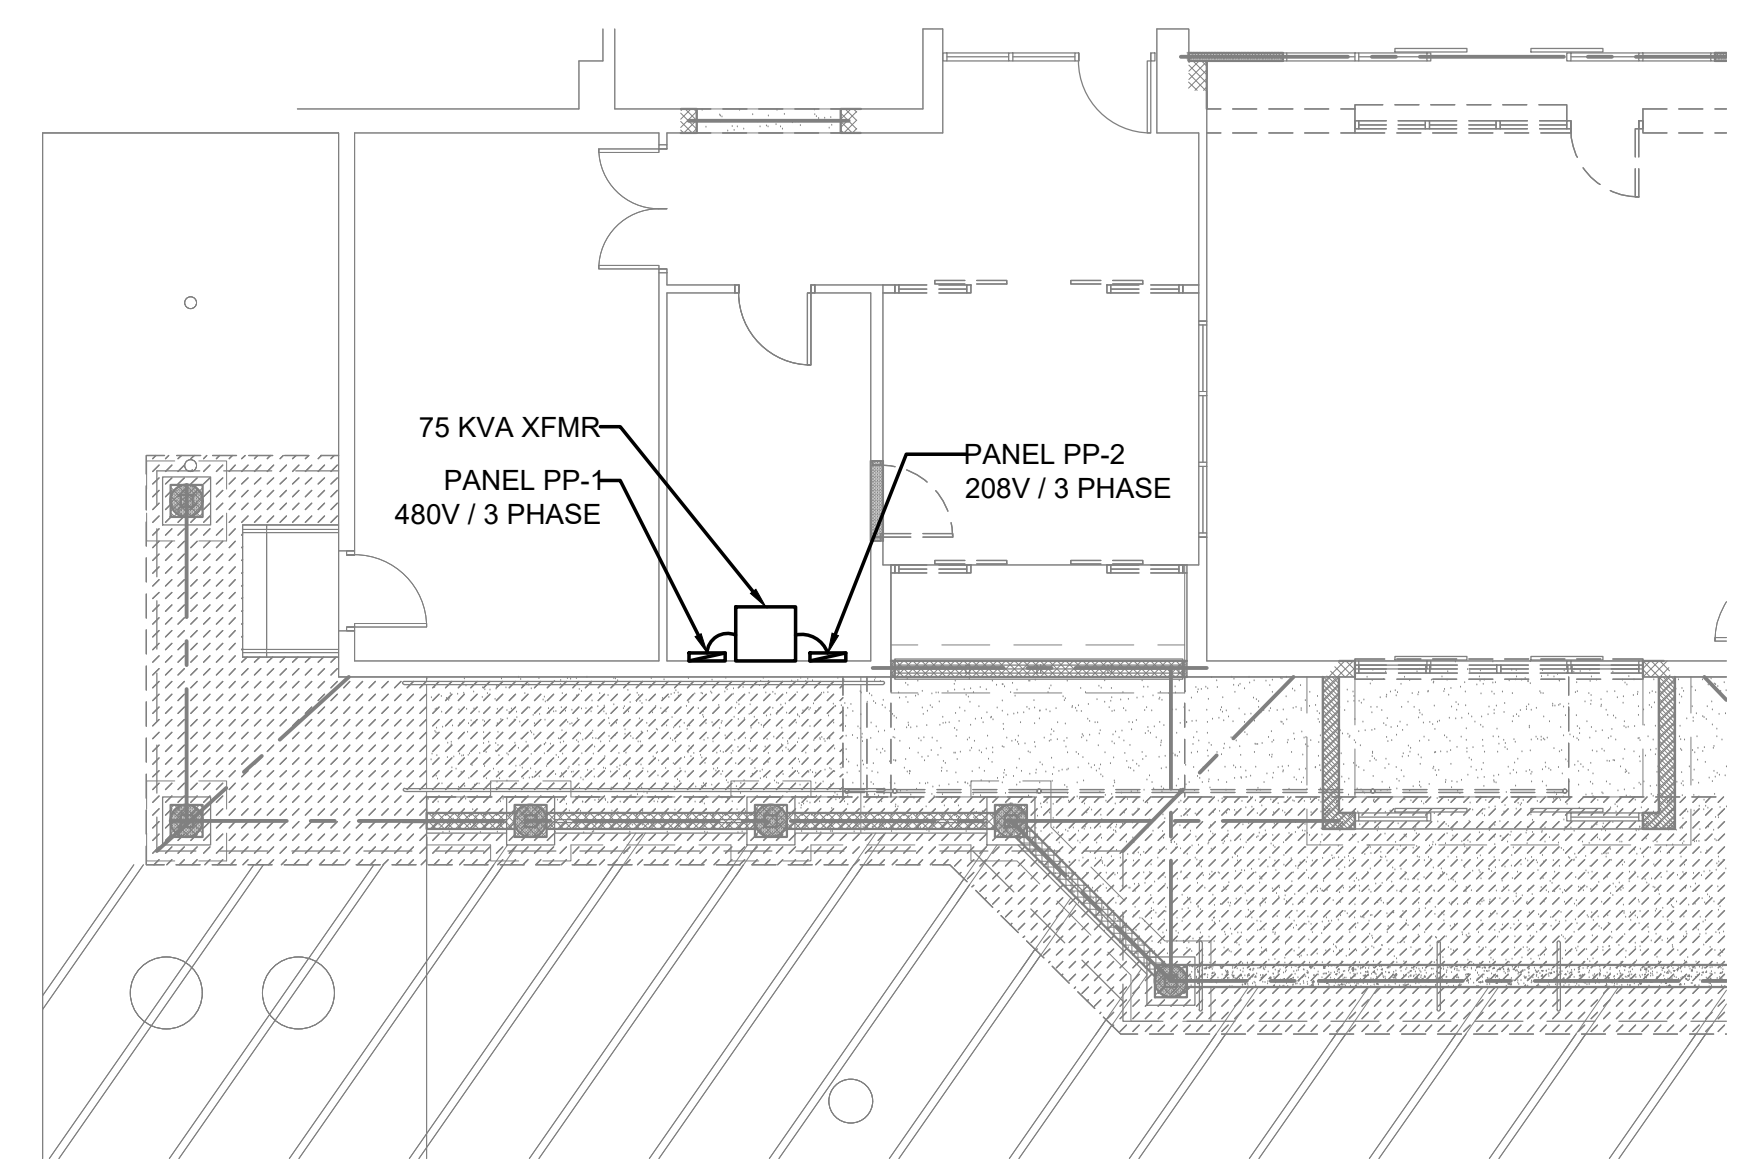 75 KVA XFMR
PANEL PP-1
480V / 3 PHASE
PANEL PP-2
208V / 3 PHASE